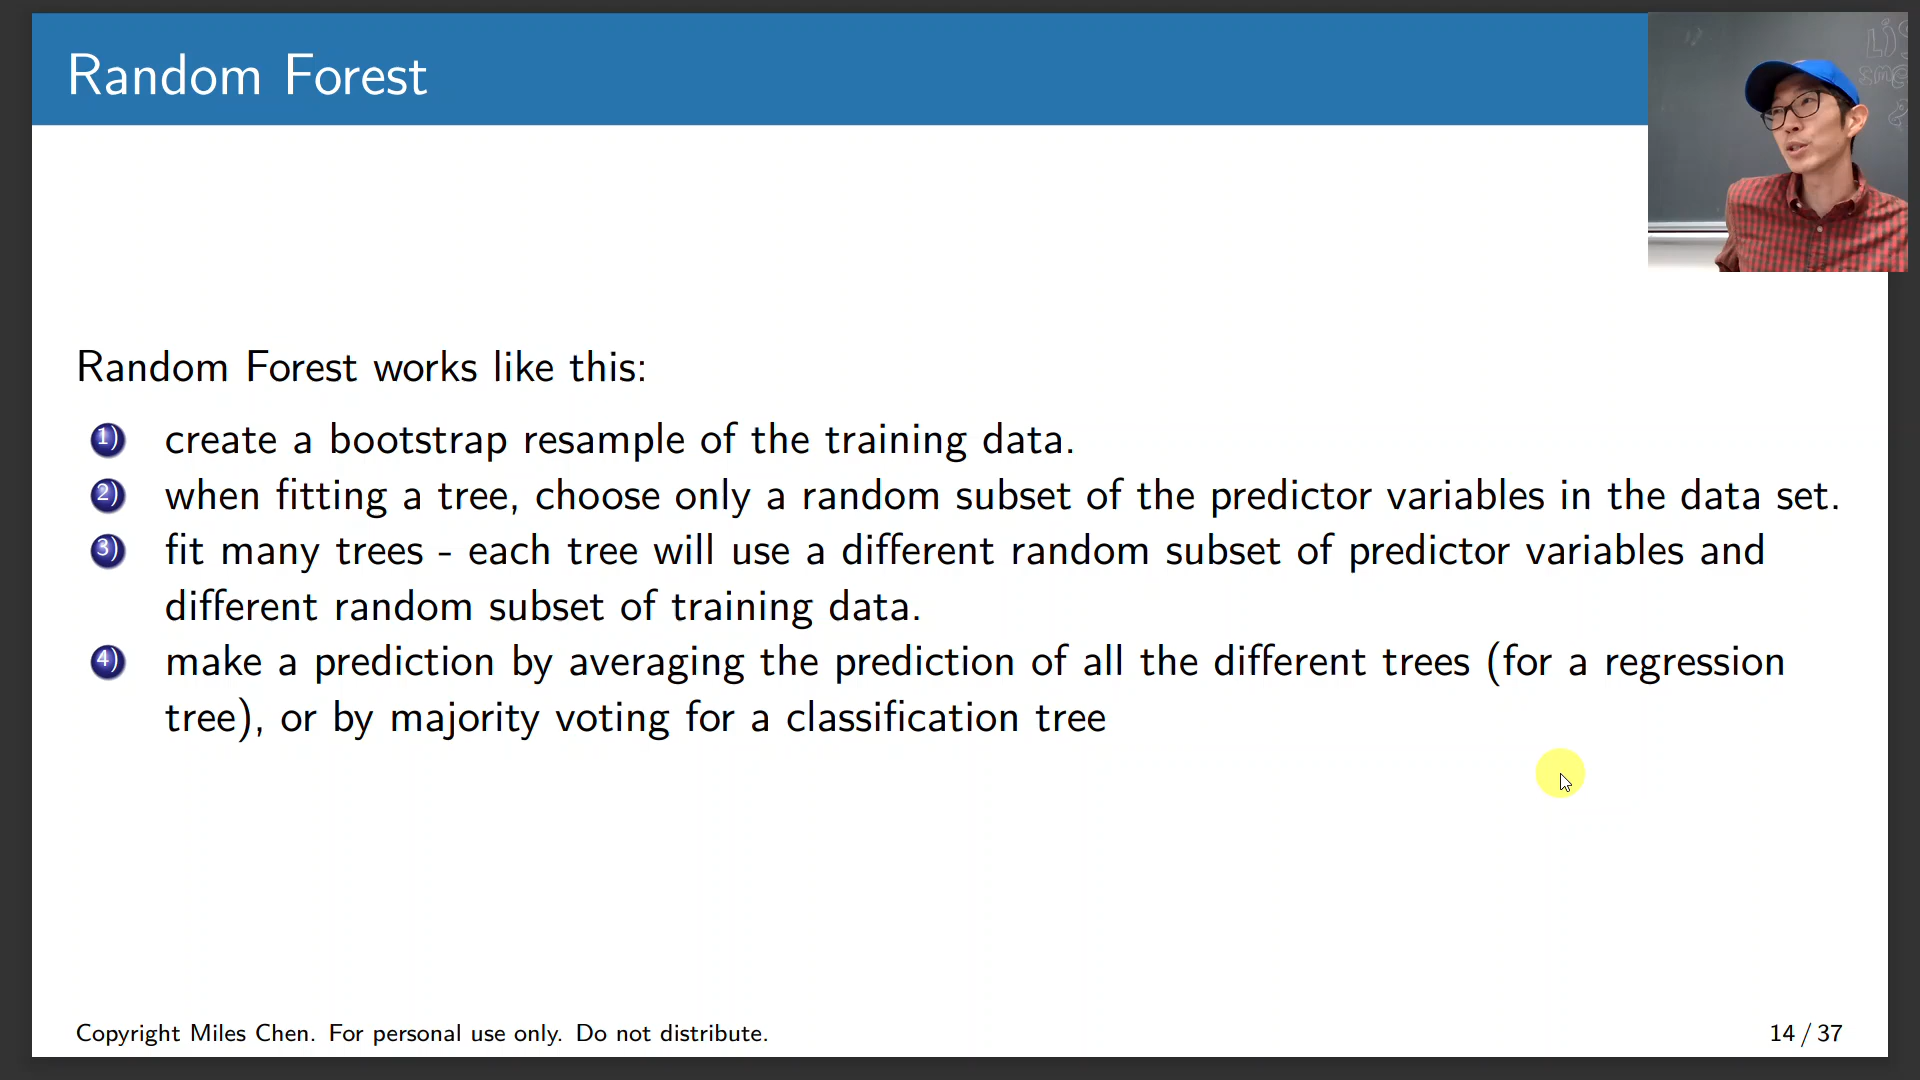 Random Forest
Random Forest works like this:
1) create a bootstrap resample of the training data.
2) when fitting a tree, choose only a random subset of the predictor variables in the data set.
3) fit many trees - each tree will use a different random subset of predictor variables and
different random subset of training data.
4) make a prediction by averaging the prediction of all the different trees (for a regression
tree), or by majority voting for a classification tree
Copyright Miles Chen. For personal use only. Do not distribute.
14 / 37